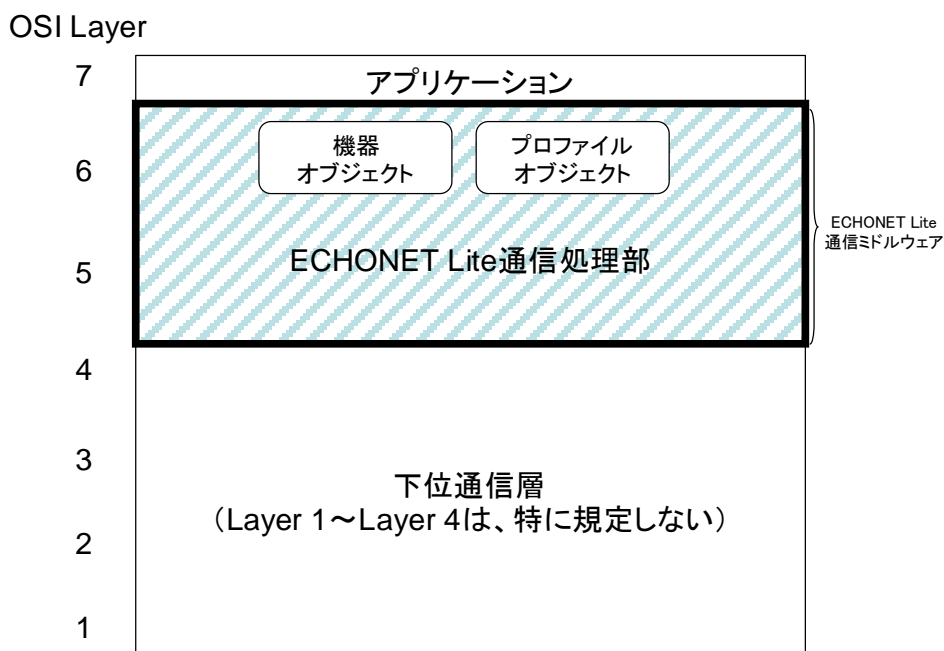 OSI Layer
7
アプリケーション
機器
オブジェクト
プロファイル
オブジェクト
6
ECHONET Lite
通信ミドルウェア
ECHONET Lite通信処理部
5
4
3
下位通信層
（Layer 1～Layer 4は、特に規定しない）
2
1